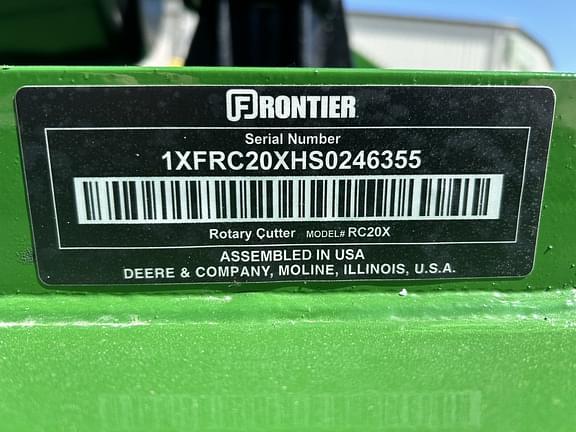 FRONTIER
Serial Number
1XFRC20XHS0246355
Rotary Cutter MODEL# RC20X
ASSEMBLED IN USA
DEERE & COMPANY, MOLINE, ILLINOIS, U.S.A.